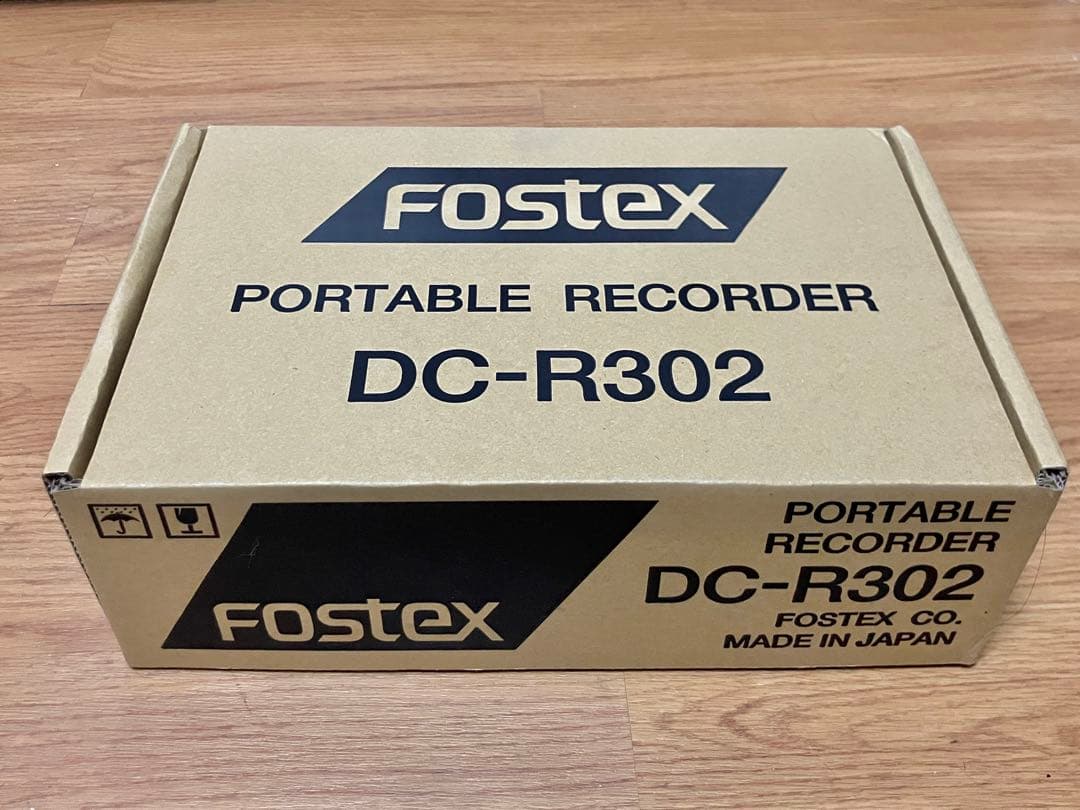 FOSTEX
PORTABLE RECORDER
DC-R302
FOSTEX
PORTABLE
RECORDER
DC-R302
FOSTEX CO.
MADE IN JAPAN